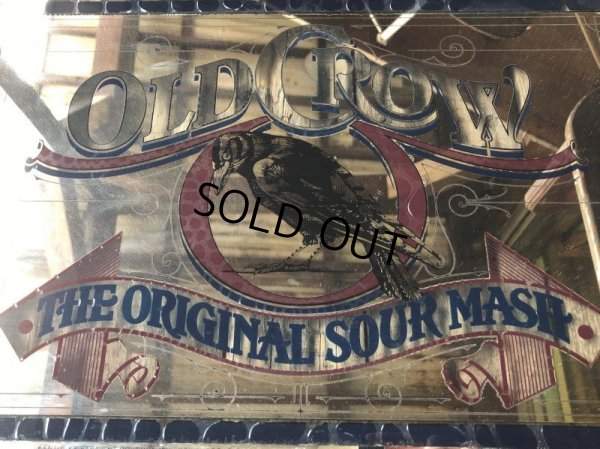 OLD CROW
SOLD OUT
THE ORIGINAL SOUR MASH